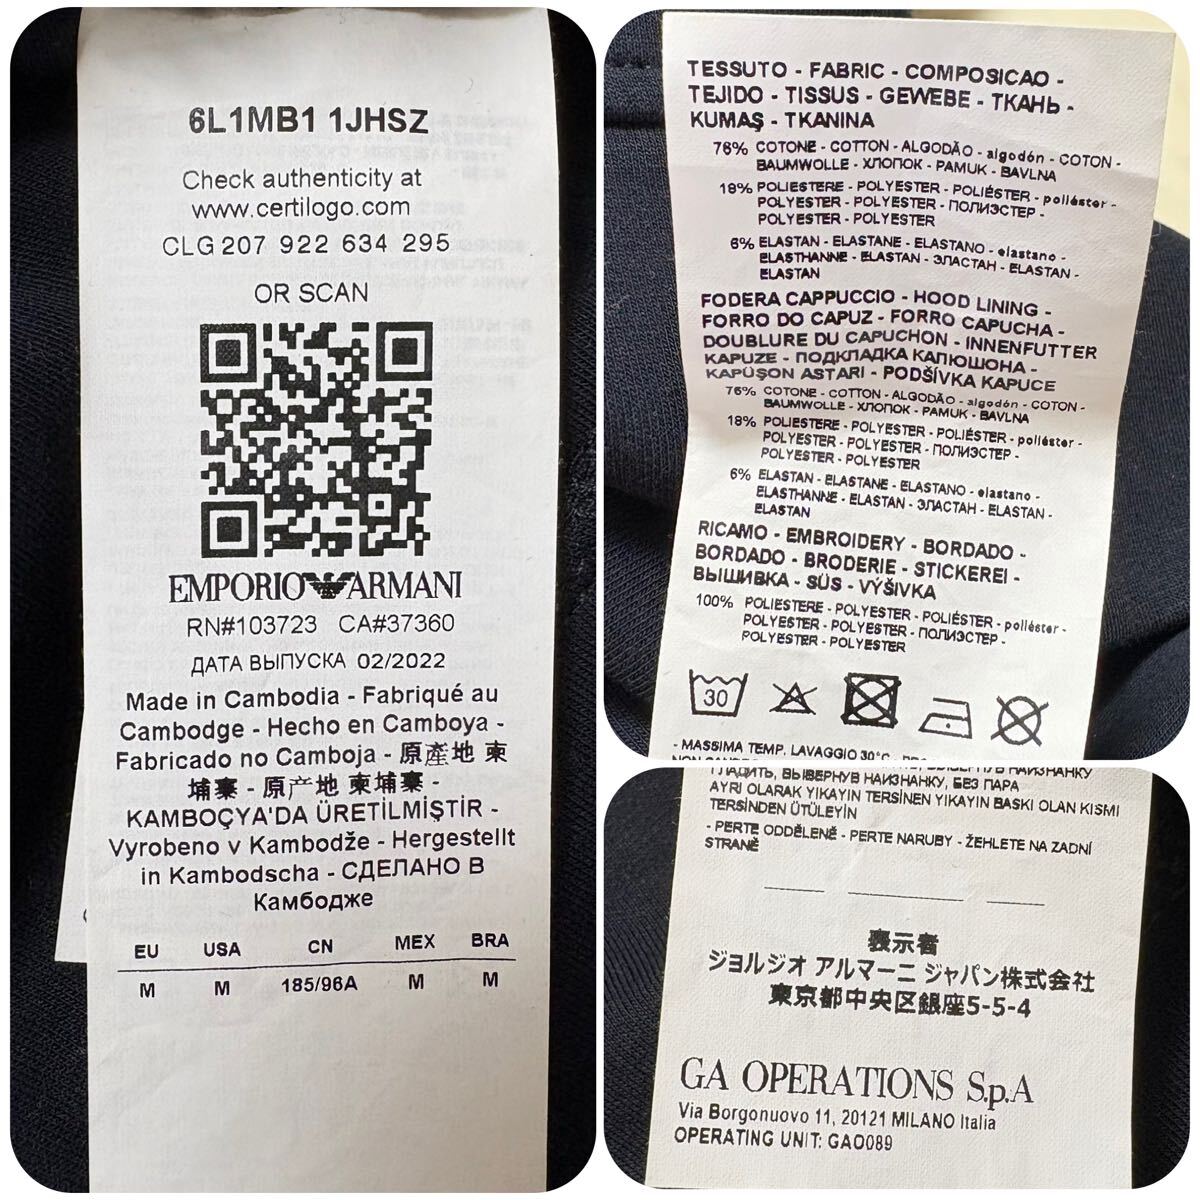 6L1MB1 1JHSZ
Check authenticity at
www.certilogo.com
CLG 207 922 634 295
OR SCAN
EMPORIO ARMANI
RN#103723 CA#37360
ДАТА ВЫПУСКА 02/2022
Made in Cambodia - Fabriqué au
Cambodge - Hecho en Camboya -
Fabricado no Camboja - 原產地 柬
埔寨 - 原产地 柬埔寨 -
KAMBOÇYA'DA ÜRETİLMİŞTİR -
Vyrobeno v Kambodže - Hergestellt
in Kambodscha - СДЕЛАНО В
Камбодже
EU USA CN MEX BRA
M M 185/96A M M
TESSUTO - FABRIC - COMPOSICAO -
TEJIDO - TISSUS - GEWEBE - ТКАНЬ -
KUMAŞ - TKANINA
76% COTONE - COTTON - ALGODÃO - algodón - COTON -
BAUMWOLLE - ХЛОПОК - PAMUK - BAVLNA
18% POLIESTERE - POLYESTER - POLIÉSTER - poliéster -
POLYESTER - POLYESTER - ПОЛИЭСТЕР -
POLYESTER - POLYESTER
6% ELASTAN - ELASTANE - ELASTANO - elastano -
ELASTHANNE - ELASTAN - ЭЛАСТАН - ELASTAN -
ELASTAN
FODERA CAPPUCCIO - HOOD LINING -
FORRO DO CAPUZ - FORRO CAPUCHA -
DOUBLURE DU CAPUCHON - INNENFUTTER
KAPUZE - ПОДКЛАДКА КАПЮШОНА -
KAPÜŞON ASTARI - PODŠÍVKA KAPUCE
76% COTONE - COTTON - ALGODÃO - algodón - COTON -
BAUMWOLLE - ХЛОПОК - PAMUK - BAVLNA
18% POLIESTERE - POLYESTER - POLIÉSTER - poliéster -
POLYESTER - POLYESTER - ПОЛИЭСТЕР -
POLYESTER - POLYESTER
6% ELASTAN - ELASTANE - ELASTANO - elastano -
ELASTHANNE - ELASTAN - ЭЛАСТАН - ELASTAN -
ELASTAN
RICAMO - EMBROIDERY - BORDADO -
BORDADO - BRODERIE - STICKEREI -
ВЫШИВКА - SÜS - VÝŠIVKA
100% POLIESTERE - POLYESTER - POLIÉSTER - poliéster -
POLYESTER - POLYESTER - ПОЛИЭСТЕР -
POLYESTER - POLYESTER
30
- MASSIMA TEMP. LAVAGGIO 30°C -
ГЛАДИТЬ, ВЫВЕРНУВ НАИЗНАНКУ, БЕЗ ПАРА
AYRI OLARAK YIKAYIN TERSİNEN YIKAYIN BASKI OLAN KISMI
TERSİNDEN ÜTÜLEYİN
- PERTE ODDĚLENĚ - PERTE NARUBY - ŽEHLETE NA ZADNÍ
STRANĚ
表示者
ジョルジオ アルマーニ ジャパン株式会社
東京都中央区銀座5-5-4
GA OPERATIONS S.p.A
Via Borgonuovo 11, 20121 MILANO Italia
OPERATING UNIT: GAO089